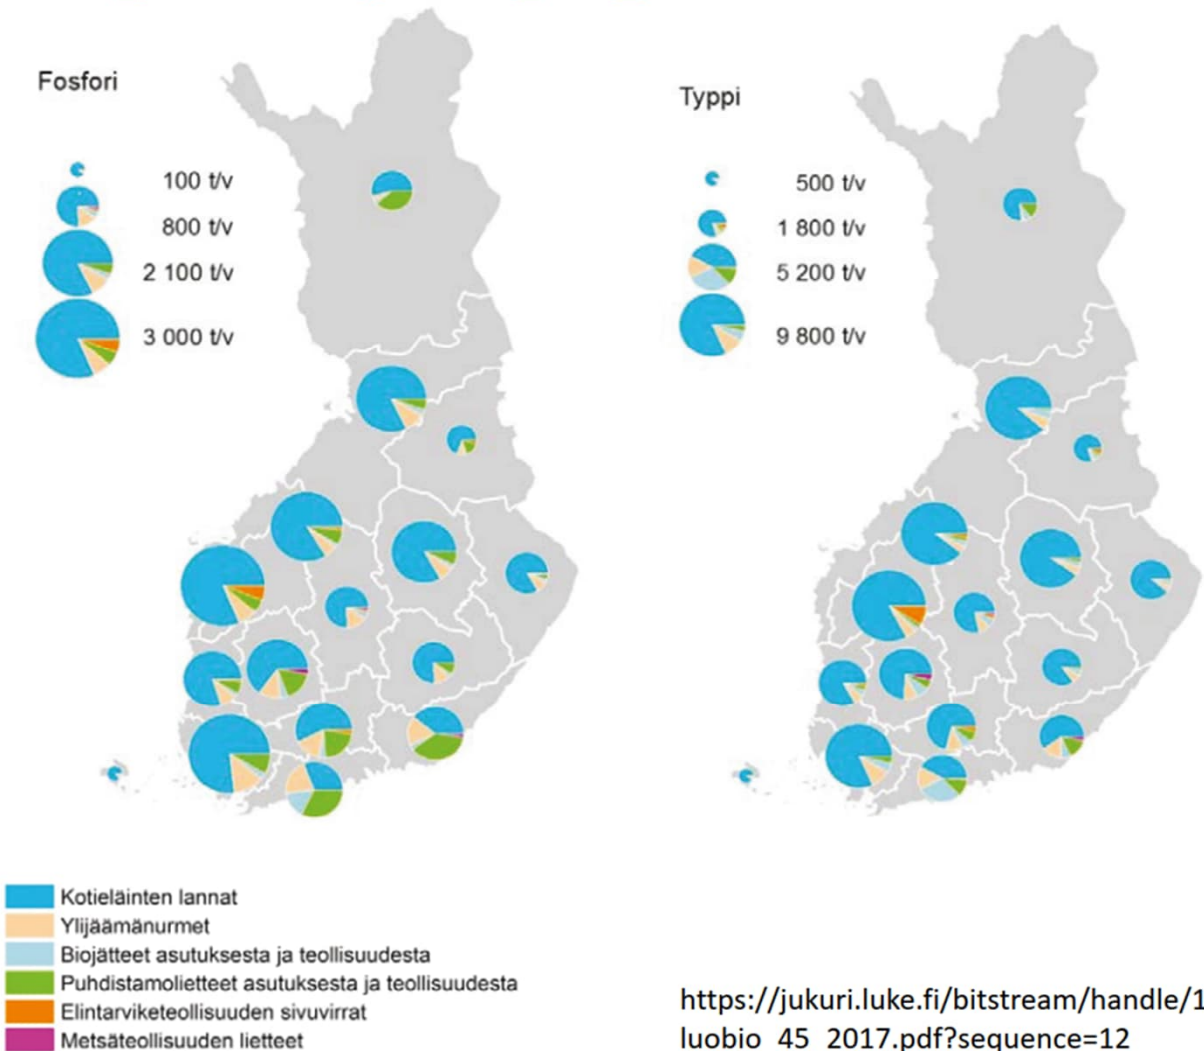 Fosfori
100 t/v
800 t/v
2 100 t/v
3 000 t/v
Typpi
500 t/v
1 800 t/v
5 200 t/v
9 800 t/v
Kotieläinten lannat
Ylijäämänurmet
Biojätteet asutuksesta ja teollisuudesta
Puhdistamolietteet asutuksesta ja teollisuudesta
Elintarviketeollisuuden sivuvirrat
Metsäteollisuuden lietteet
https://jukuri.luke.fi/bitstream/handle/1
luobio_45_2017.pdf?sequence=12